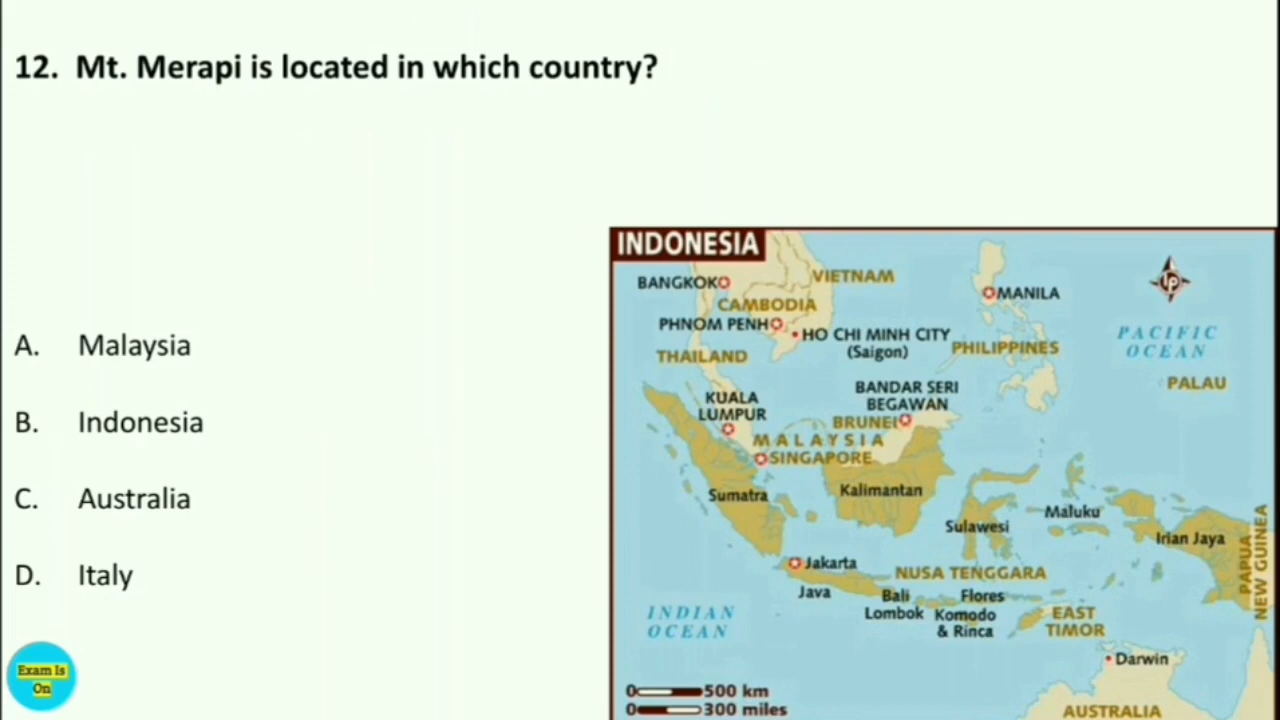 12. Mt. Merapi is located in which country?
A. Malaysia
B. Indonesia
C. Australia
D. Italy
Exam Is
On
INDONESIA
BANGKOK
VIETNAM
CAMBODIA
MANILA
PHNOM PENH
HO CHI MINH CITY
(Saigon)
THAILAND
PHILIPPINES
PACIFIC
OCEAN
PALAU
KUALA
LUMPUR
BANDAR SERI
BEGAWAN
BRUNEI
MALAYSIA
SINGAPORE
Sumatra
Kalimantan
Sulawesi
Maluku
Irian Jaya
PAPUA
NEW GUINEA
Jakarta
NUSA TENGGARA
Java
Bali
Flores
Lombok
Komodo
& Rinca
INDIAN
OCEAN
EAST
TIMOR
Darwin
0 500 km
0 300 miles
AUSTRALIA
LP